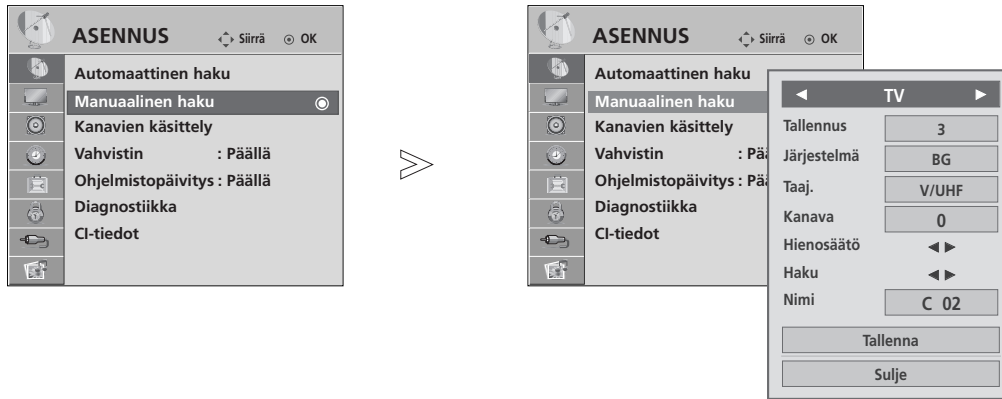 ASENNUS Siirrä OK
Automaattinen haku
Manuaalinen haku
Kanavien käsittely
Vahvistin : Päällä
Ohjelmistopäivitys : Päällä
Diagnostiikka
CI-tiedot
ASENNUS Siirrä OK
Automaattinen haku
Manuaalinen haku
Kanavien käsittely
Vahvistin : Pää
Ohjelmistopäivitys : Pää
Diagnostiikka
CI-tiedot
TV
Tallennus 3
Järjestelmä BG
Taaj. V/UHF
Kanava 0
Hienosäätö
Haku
Nimi C 02
Tallenna
Sulje